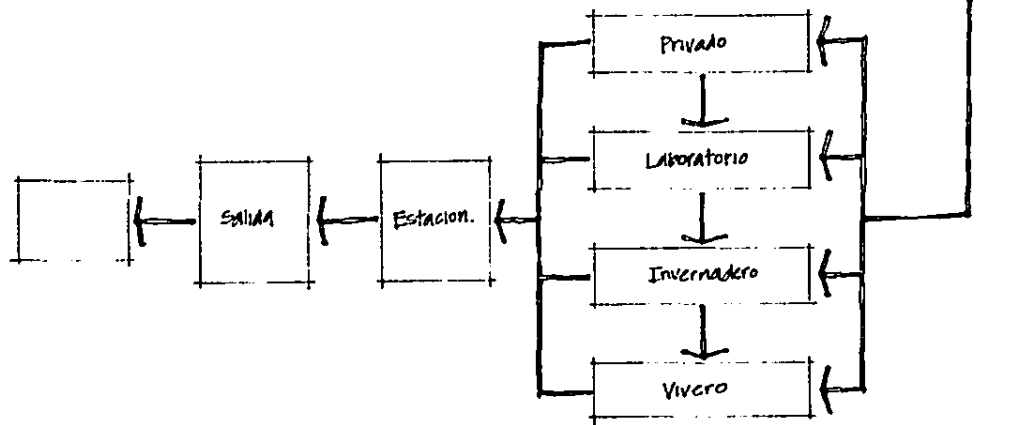 Privado
Laboratorio
Salida
Estacion.
Invernadero
Vivero